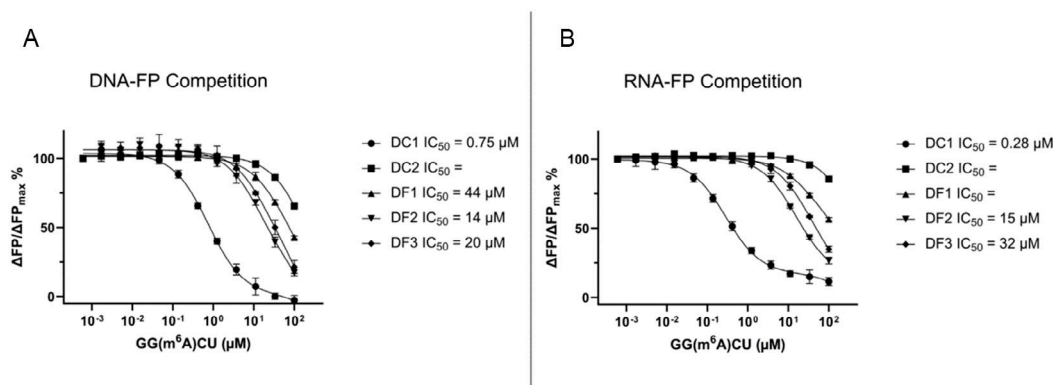 A
DNA-FP Competition
ΔFP/ΔFPmax %
100
50
0
10-3
10-2
10-1
100
101
102
GG(m6A)CU (μM)
DC1 IC50 = 0.75 μM
DC2 IC50 =
DF1 IC50 = 44 μM
DF2 IC50 = 14 μM
DF3 IC50 = 20 μM
B
RNA-FP Competition
ΔFP/ΔFPmax %
100
50
0
10-3
10-2
10-1
100
101
102
GG(m6A)CU (μM)
DC1 IC50 = 0.28 μM
DC2 IC50 =
DF1 IC50 =
DF2 IC50 = 15 μM
DF3 IC50 = 32 μM